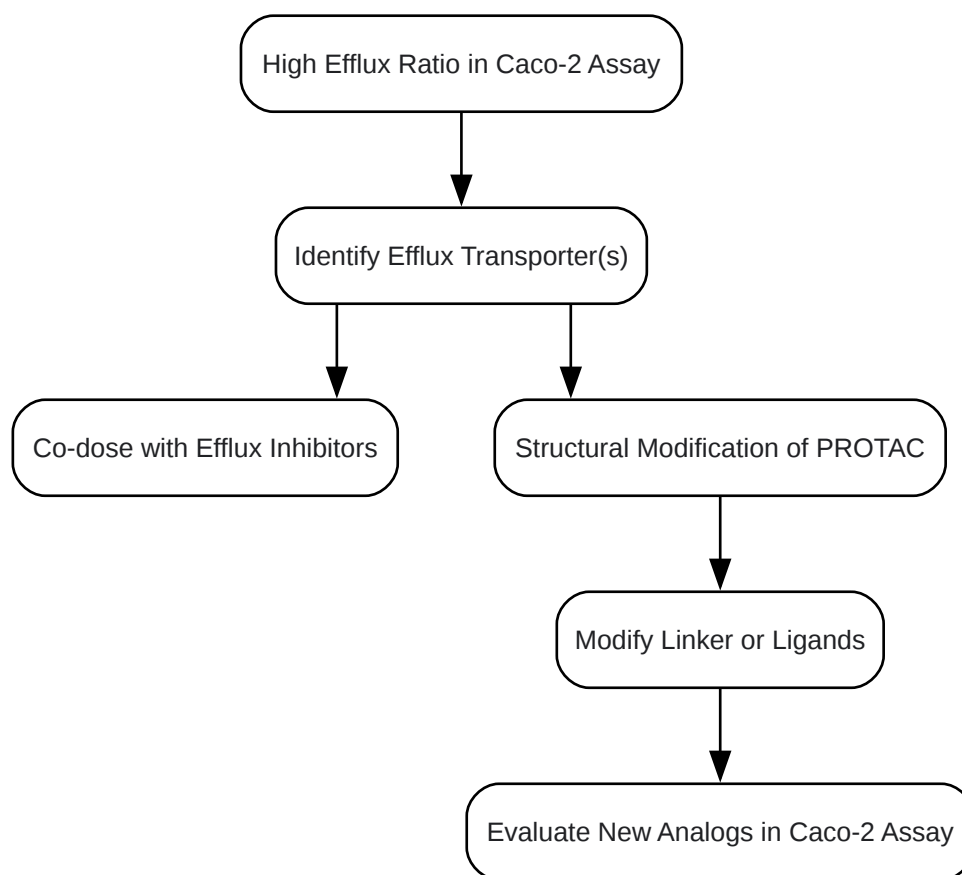 High Efflux Ratio in Caco-2 Assay
Identify Efflux Transporter(s)
Co-dose with Efflux Inhibitors
Structural Modification of PROTAC
Modify Linker or Ligands
Evaluate New Analogs in Caco-2 Assay